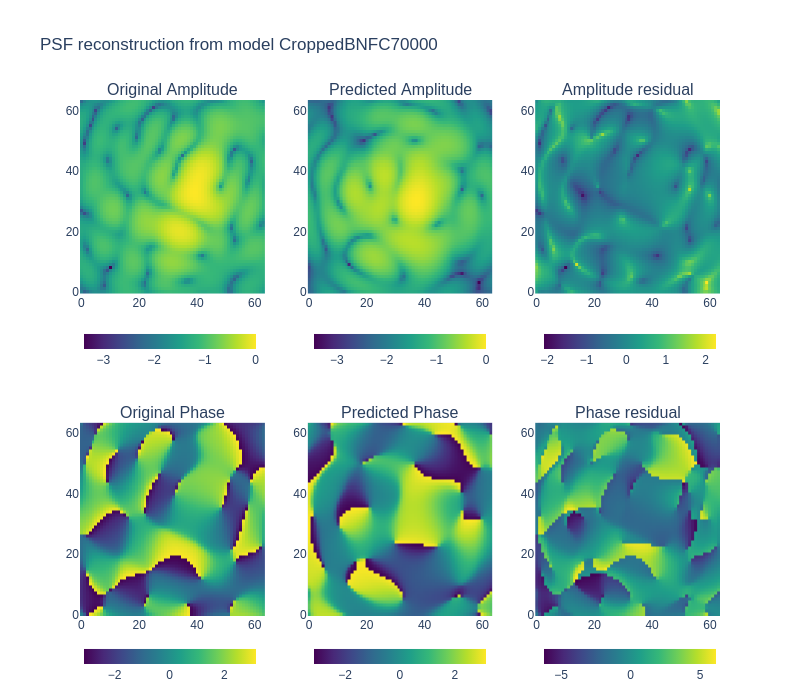 PSF reconstruction from model CroppedBNFC70000
Original Amplitude
Predicted Amplitude
Amplitude residual
60
40
20
0
0 20 40 60
60
40
20
0
0 20 40 60
60
40
20
0
0 20 40 60
−3 −2 −1 0
−3 −2 −1 0
−2 −1 0 1 2
Original Phase
Predicted Phase
Phase residual
60
40
20
0
0 20 40 60
60
40
20
0
0 20 40 60
60
40
20
0
0 20 40 60
−2 0 2
−2 0 2
−5 0 5